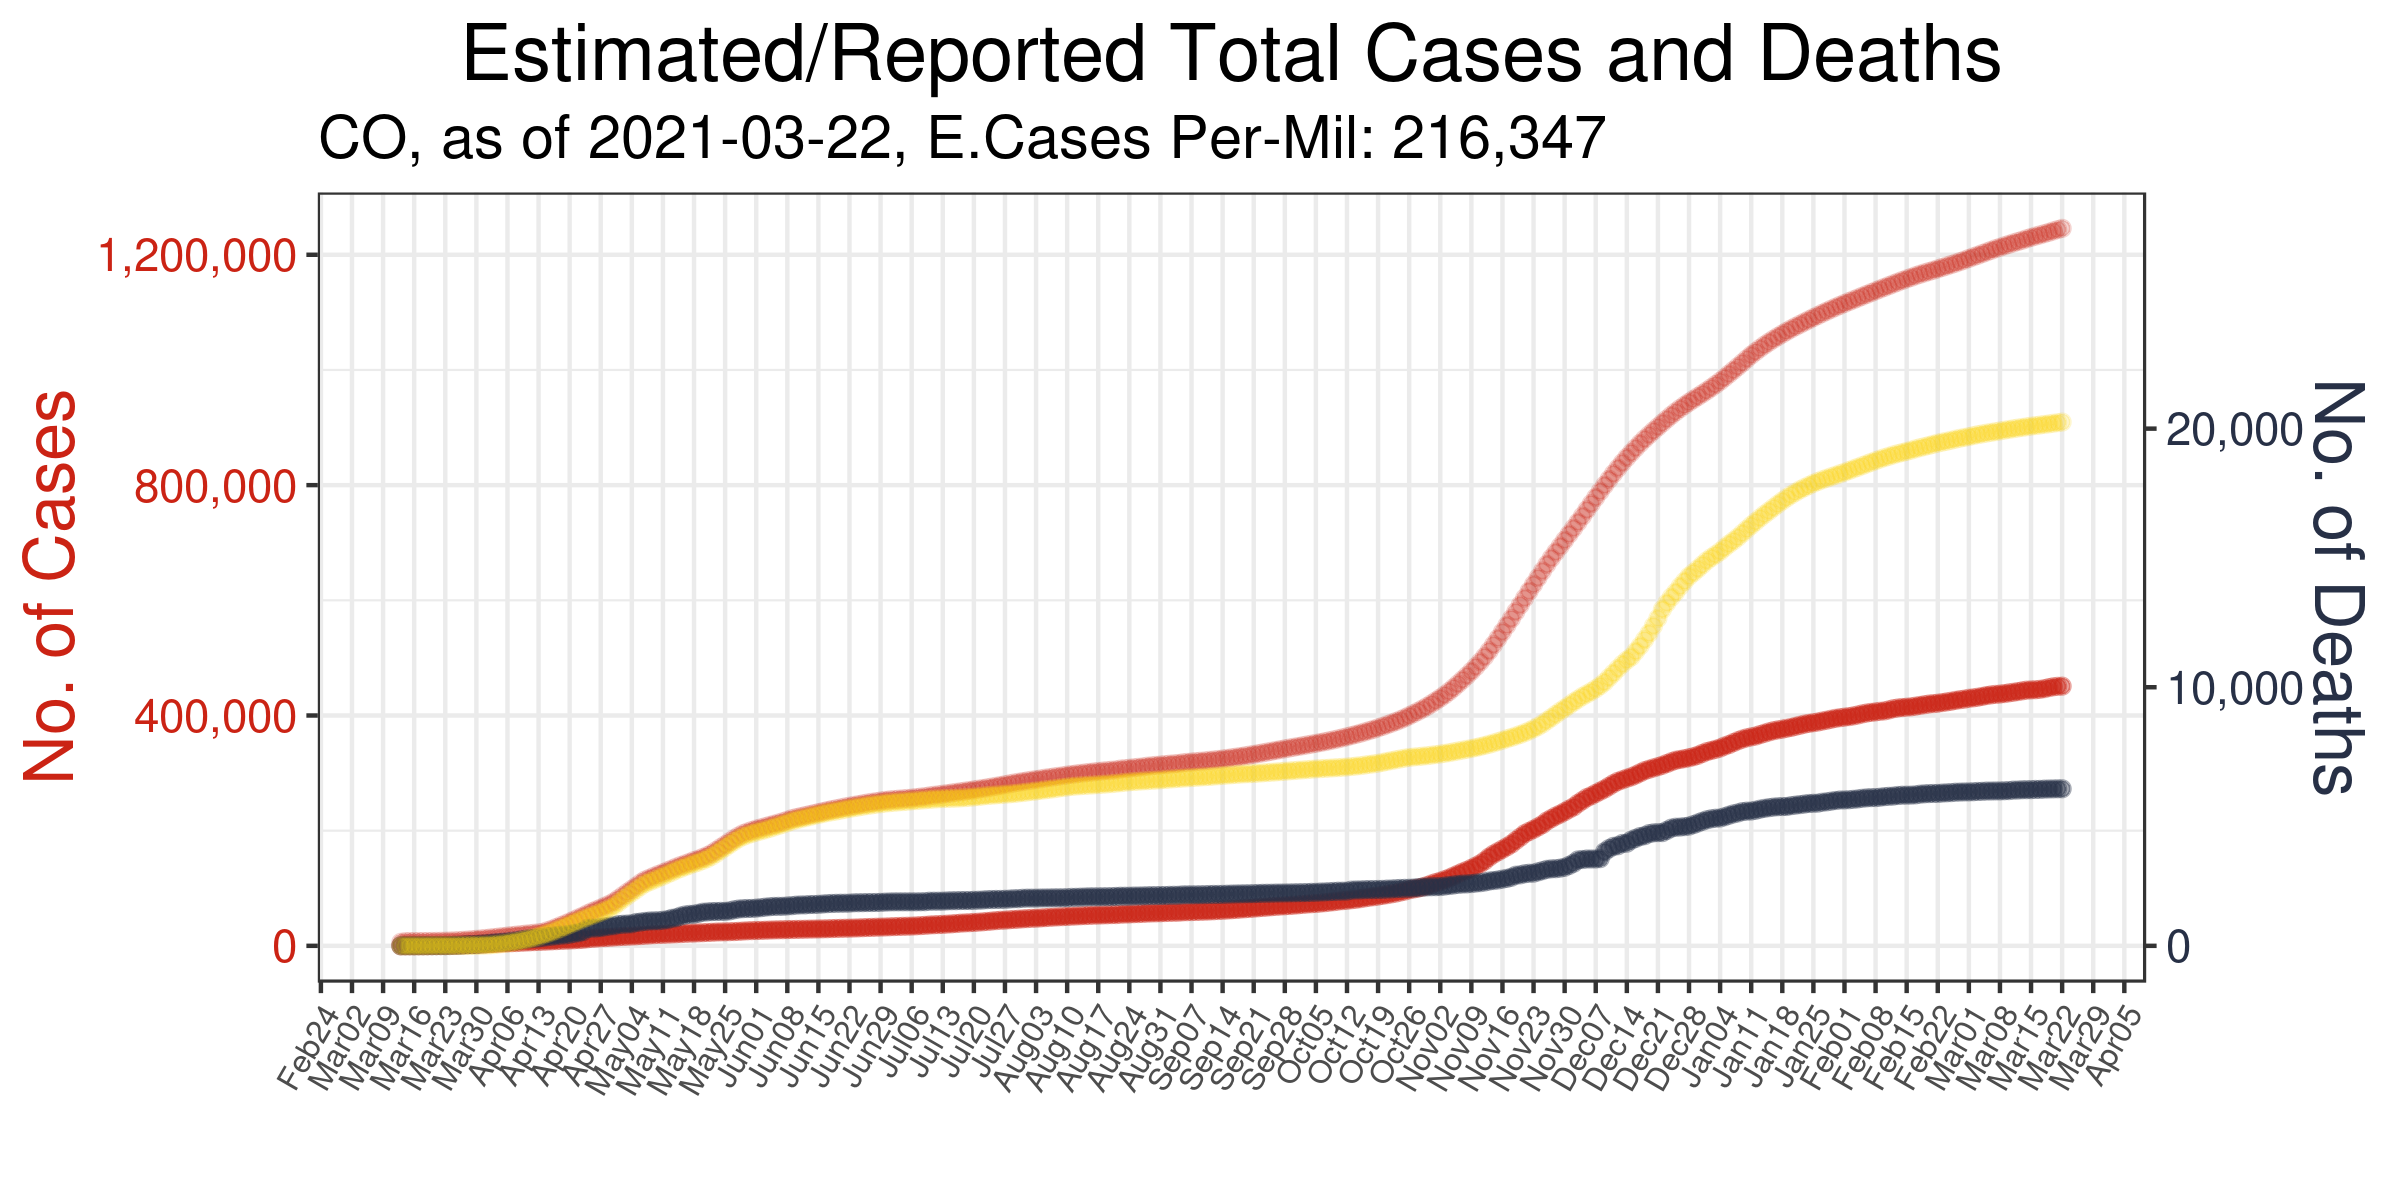 Estimated/Reported Total Cases and Deaths
CO, as of 2021-03-22, E.Cases Per-Mil: 216,347
No. of Cases
1,200,000
800,000
400,000
0
20,000
10,000
0
No. of Deaths
Feb24
Mar02
Mar09
Mar16
Mar23
Mar30
Apr06
Apr13
Apr20
Apr27
May04
May11
May18
May25
Jun01
Jun08
Jun15
Jun22
Jun29
Jul06
Jul13
Jul20
Jul27
Aug03
Aug10
Aug17
Aug24
Aug31
Sep07
Sep14
Sep21
Sep28
Oct05
Oct12
Oct19
Oct26
Nov02
Nov09
Nov16
Nov23
Nov30
Dec07
Dec14
Dec21
Dec28
Jan04
Jan11
Jan18
Jan25
Feb01
Feb08
Feb15
Feb22
Mar01
Mar08
Mar15
Mar22
Mar29
Apr05